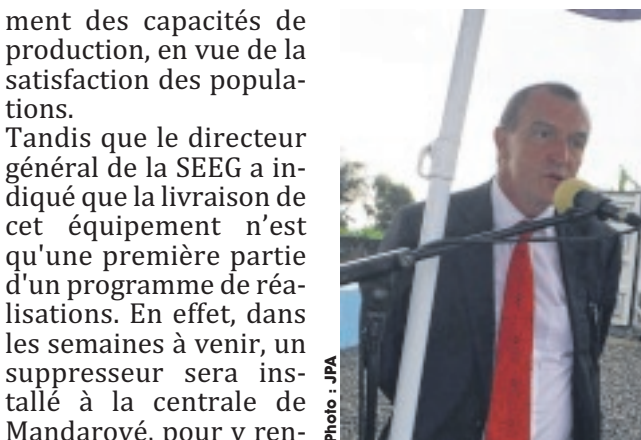 ment des capacités de
production, en vue de la
satisfaction des popula-
tions.
Tandis que le directeur
général de la SEEG a in-
diqué que la livraison de
cet équipement n’est
qu'une première partie
d'un programme de réa-
lisations. En effet, dans
les semaines à venir, un
suppresseur sera ins-
tallé à la centrale de
Mandarové, pour y ren-
Photo : JPA